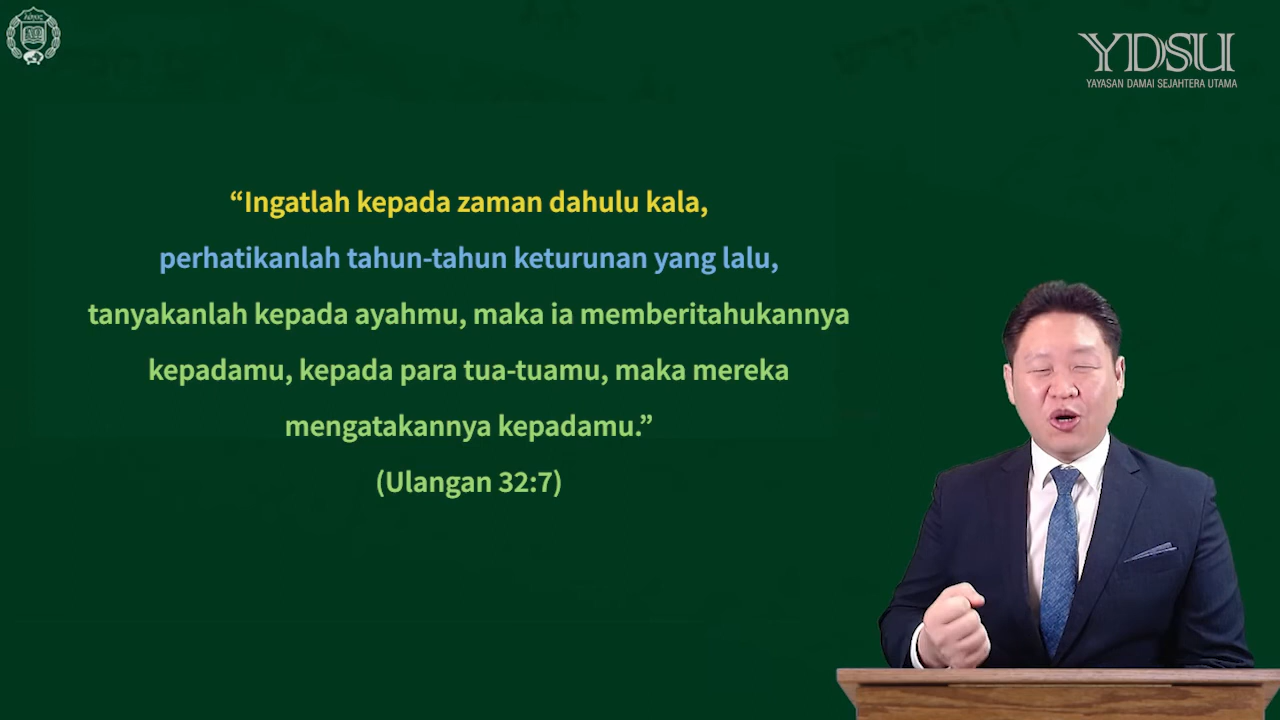 YDSU
YAYASAN DAMAI SEJAHTERA UTAMA
“Ingatlah kepada zaman dahulu kala,
perhatikanlah tahun-tahun keturunan yang lalu,
tanyakanlah kepada ayahmu, maka ia memberitahukannya
kepadamu, kepada para tua-tuamu, maka mereka
mengatakannya kepadamu.”
(Ulangan 32:7)